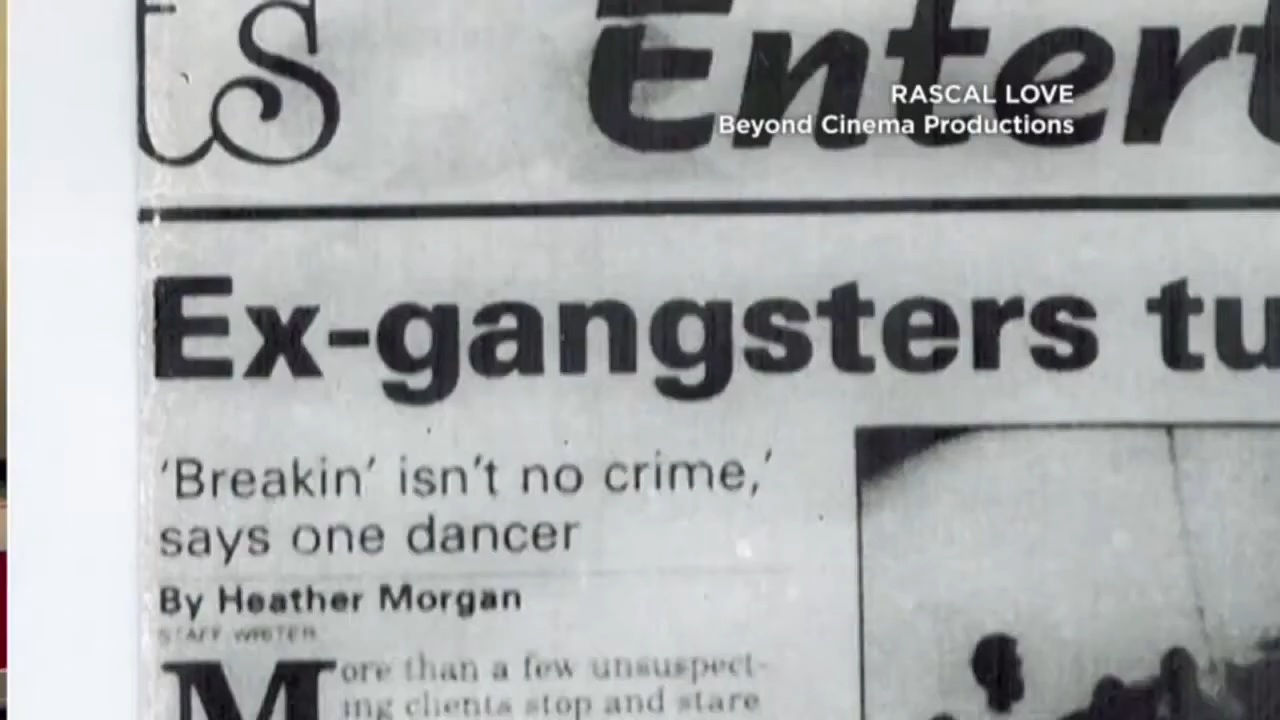 ts Entert
RASCAL LOVE
Beyond Cinema Productions
Ex-gangsters tu
'Breakin' isn't no crime,'
says one dancer
By Heather Morgan
STAFF WRITER
More than a few unsuspect-
ing clients stop and stare